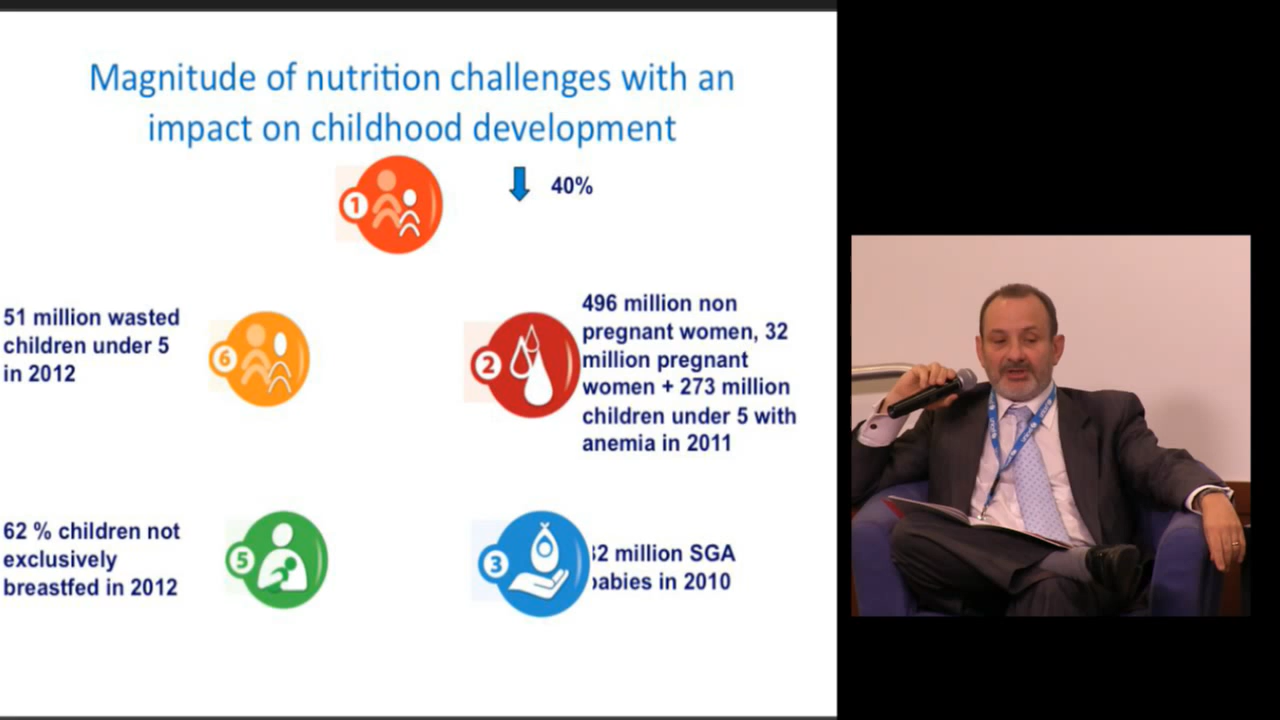 Magnitude of nutrition challenges with an
impact on childhood development
1
40%
51 million wasted
children under 5
in 2012
6
2
496 million non
pregnant women, 32
million pregnant
women + 273 million
children under 5 with
anemia in 2011
62 % children not
exclusively
breastfed in 2012
5
3
million SGA
babies in 2010